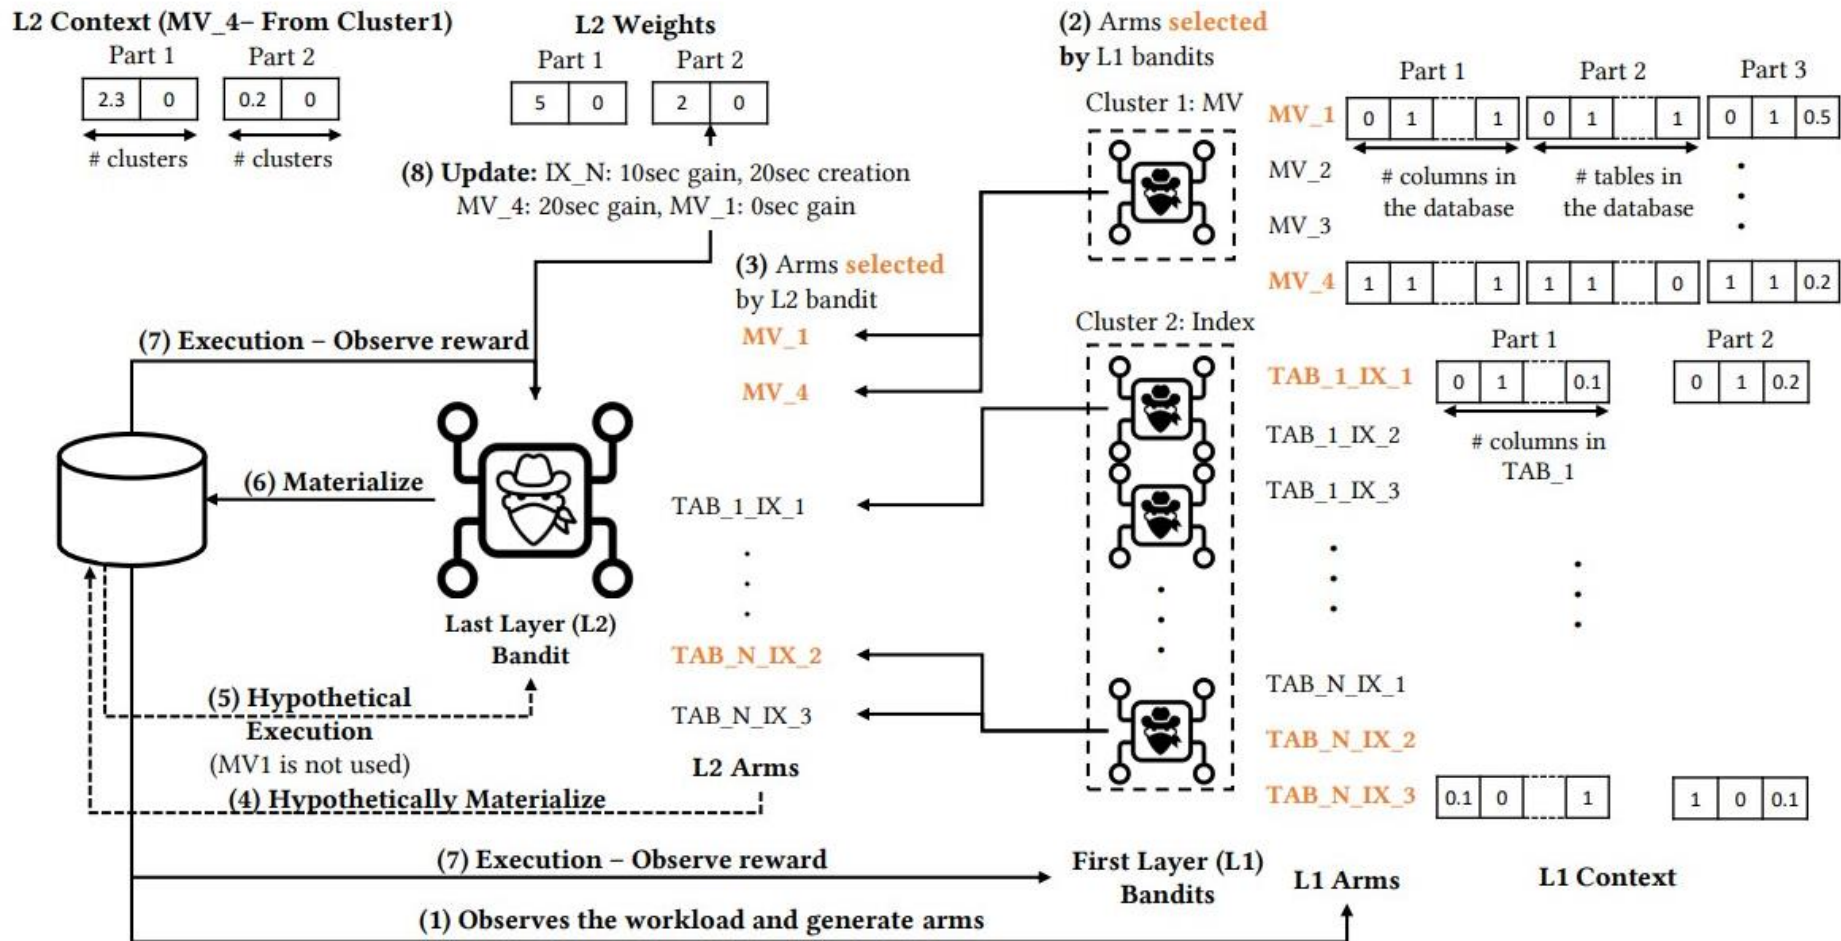 L2 Context (MV_4– From Cluster1)
Part 1
Part 2
2.3 0
0.2 0
# clusters
# clusters
L2 Weights
Part 1
Part 2
5 0
2 0
(8) Update: IX_N: 10sec gain, 20sec creation
MV_4: 20sec gain, MV_1: 0sec gain
(2) Arms selected
by L1 bandits
Cluster 1: MV
Part 1
Part 2
Part 3
MV_1
0 1 1
0 1 1
0 1 0.5
# columns in
the database
# tables in
the database
MV_2
MV_3
MV_4
1 1 1
1 1 0
1 1 0.2
(3) Arms selected
by L2 bandit
MV_1
MV_4
TAB_1_IX_1
TAB_N_IX_2
TAB_N_IX_3
L2 Arms
Cluster 2: Index
Part 1
Part 2
TAB_1_IX_1
0 1 0.1
0 1 0.2
# columns in
TAB_1
TAB_1_IX_2
TAB_1_IX_3
TAB_N_IX_1
TAB_N_IX_2
TAB_N_IX_3
0.1 0 1
1 0 0.1
(7) Execution – Observe reward
(6) Materialize
Last Layer (L2)
Bandit
(5) Hypothetical
Execution
(MV1 is not used)
(4) Hypothetically Materialize
(7) Execution – Observe reward
First Layer (L1)
Bandits
L1 Arms
L1 Context
(1) Observes the workload and generate arms